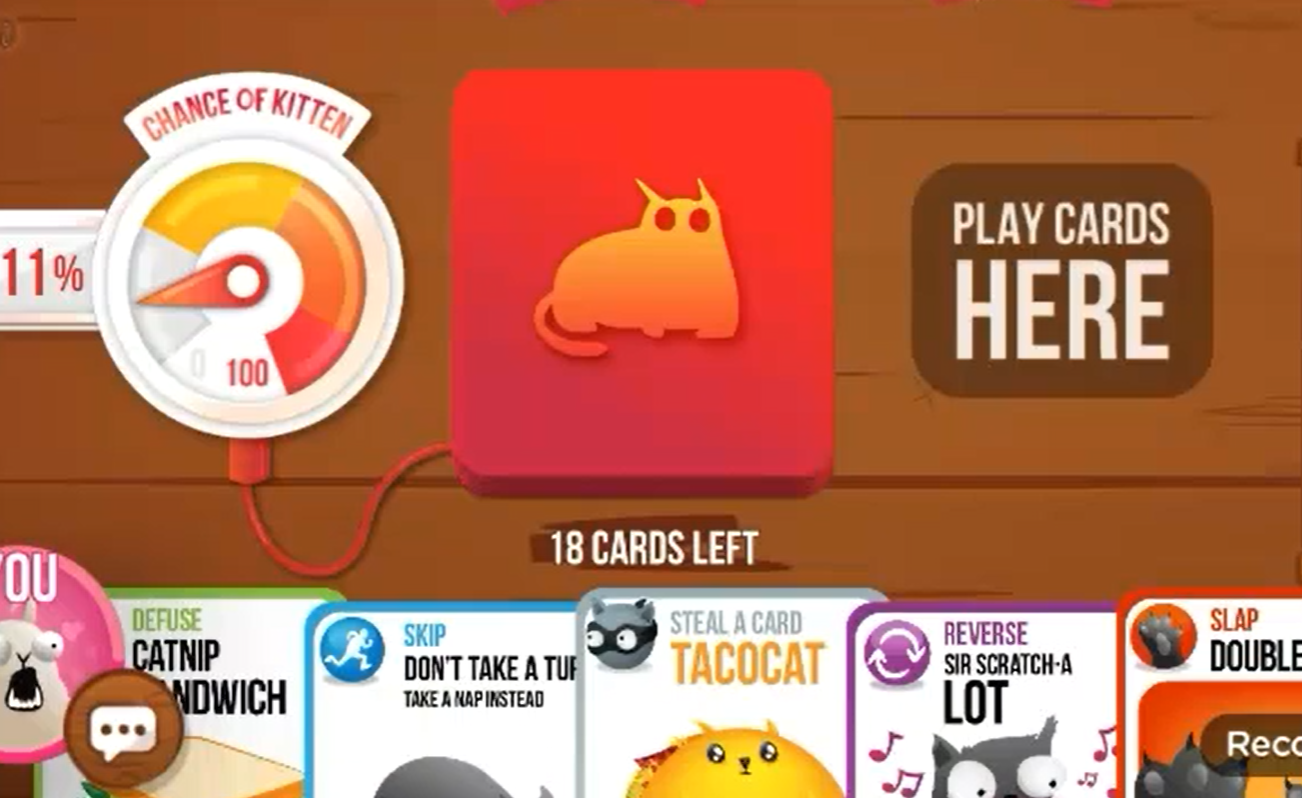 CHANCE OF KITTEN
11%
0
100
PLAY CARDS
HERE
18 CARDS LEFT
YOU
DEFUSE
CATNIP
SKIP
DON'T TAKE A
TAKE A NAP INSTEAD
STEAL A CARD
TACOCAT
REVERSE
SIR SCRATCH-A
LOT
SLAP
DOUBLE